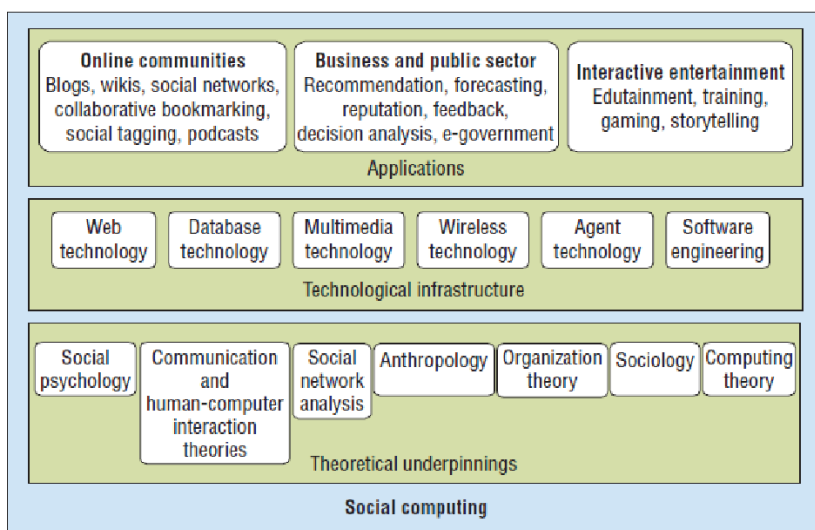 Online communities
Blogs, wikis, social networks,
collaborative bookmarking,
social tagging, podcasts
Business and public sector
Recommendation, forecasting,
reputation, feedback,
decision analysis, e-government
Interactive entertainment
Edutainment, training,
gaming, storytelling
Applications
Web
technology
Database
technology
Multimedia
technology
Wireless
technology
Agent
technology
Software
engineering
Technological infrastructure
Social
psychology
Communication
and
human-computer
interaction
theories
Social
network
analysis
Anthropology
Organization
theory
Sociology
Computing
theory
Theoretical underpinnings
Social computing